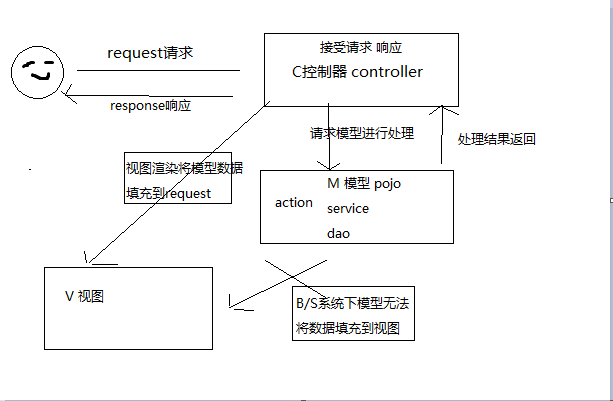 request请求
接受请求 响应
C控制器 controller
response响应
请求模型进行处理
处理结果返回
视图渲染将模型数据
填充到request
M 模型 pojo
action
service
dao
V 视图
B/S系统下模型无法
将数据填充到视图